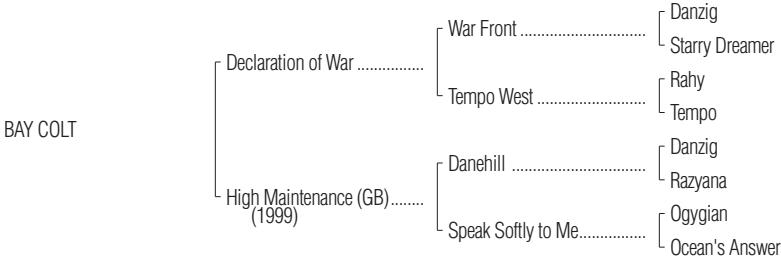 Danzig
War Front ..............................
Starry Dreamer
Declaration of War ................
Rahy
Tempo West ..........................
Tempo
BAY COLT
Danzig
Danehill ................................
Razyana
High Maintenance (GB)........
(1999)
Ogygian
Speak Softly to Me................
Ocean's Answer